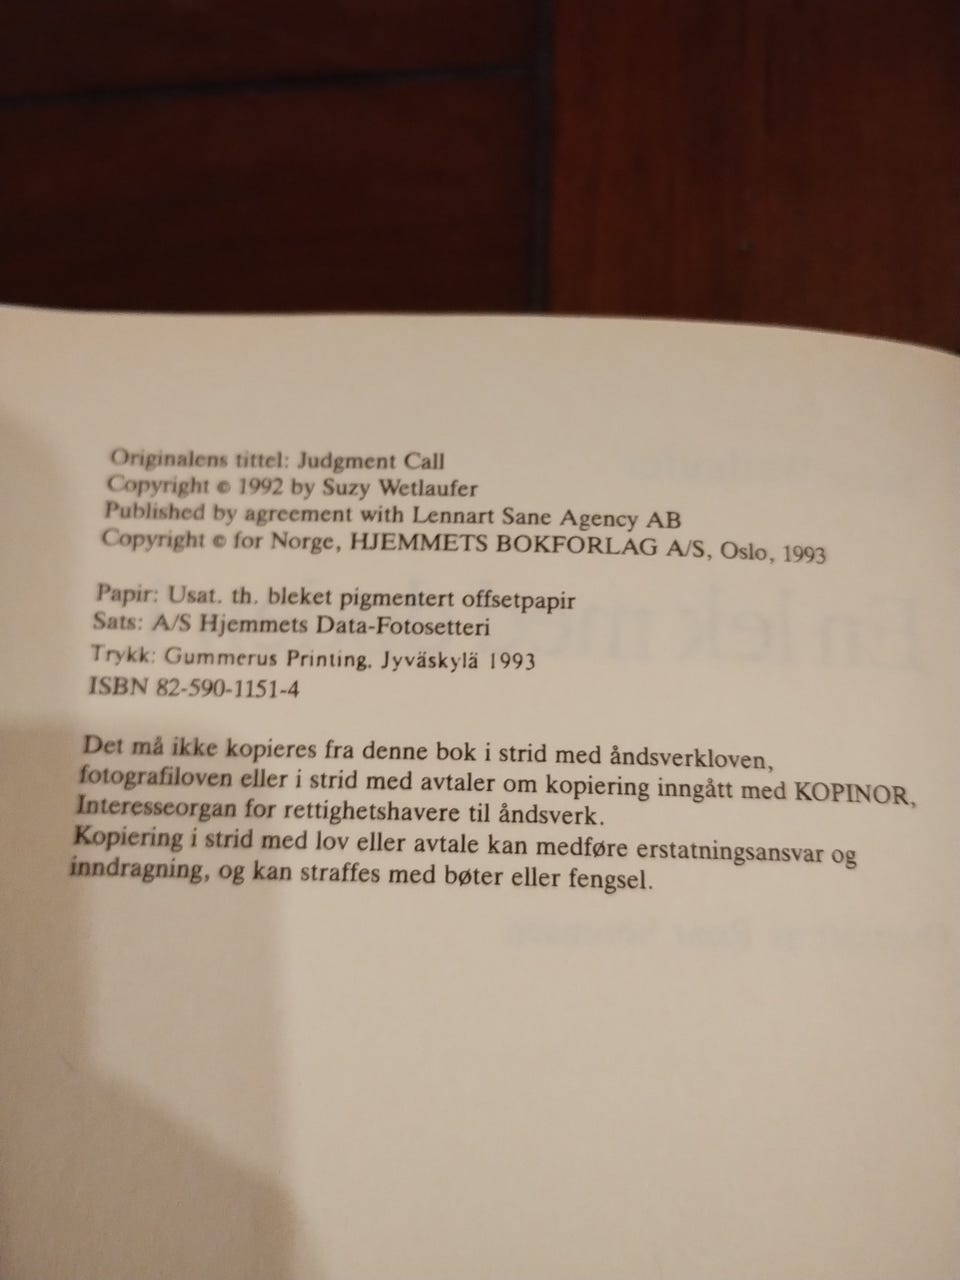 Originalens tittel: Judgment Call
Copyright © 1992 by Suzy Wetlaufer
Published by agreement with Lennart Sane Agency AB
Copyright © for Norge, HJEMMETS BOKFORLAG A/S, Oslo, 1993
Papir: Usat. th. bleket pigmentert offsetpapir
Sats: A/S Hjemmets Data-Fotosetteri
Trykk: Gummerus Printing, Jyväskylä 1993
ISBN 82-590-1151-4
Det må ikke kopieres fra denne bok i strid med åndsverkloven,
fotografiloven eller i strid med avtaler om kopiering inngått med KOPINOR,
Interesseorgan for rettighetshavere til åndsverk.
Kopiering i strid med lov eller avtale kan medføre erstatningsansvar og
inndragning, og kan straffes med bøter eller fengsel.